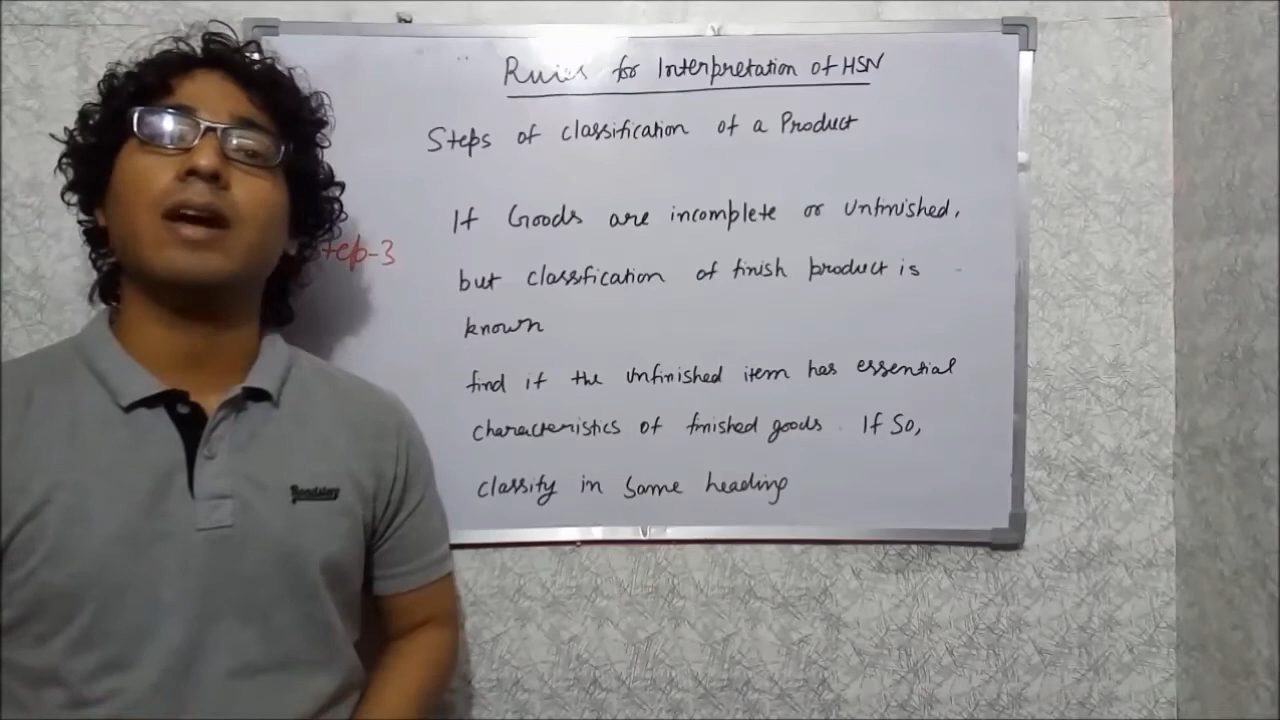 Rules for Interpretation of HSN
Steps of classification of a Product
If Goods are incomplete or unfinished,
Step-3
but classfication of finish product is
known
find if the unfinished item has essential
characteristics of finished goods. If So,
classify in same heading
Roadster